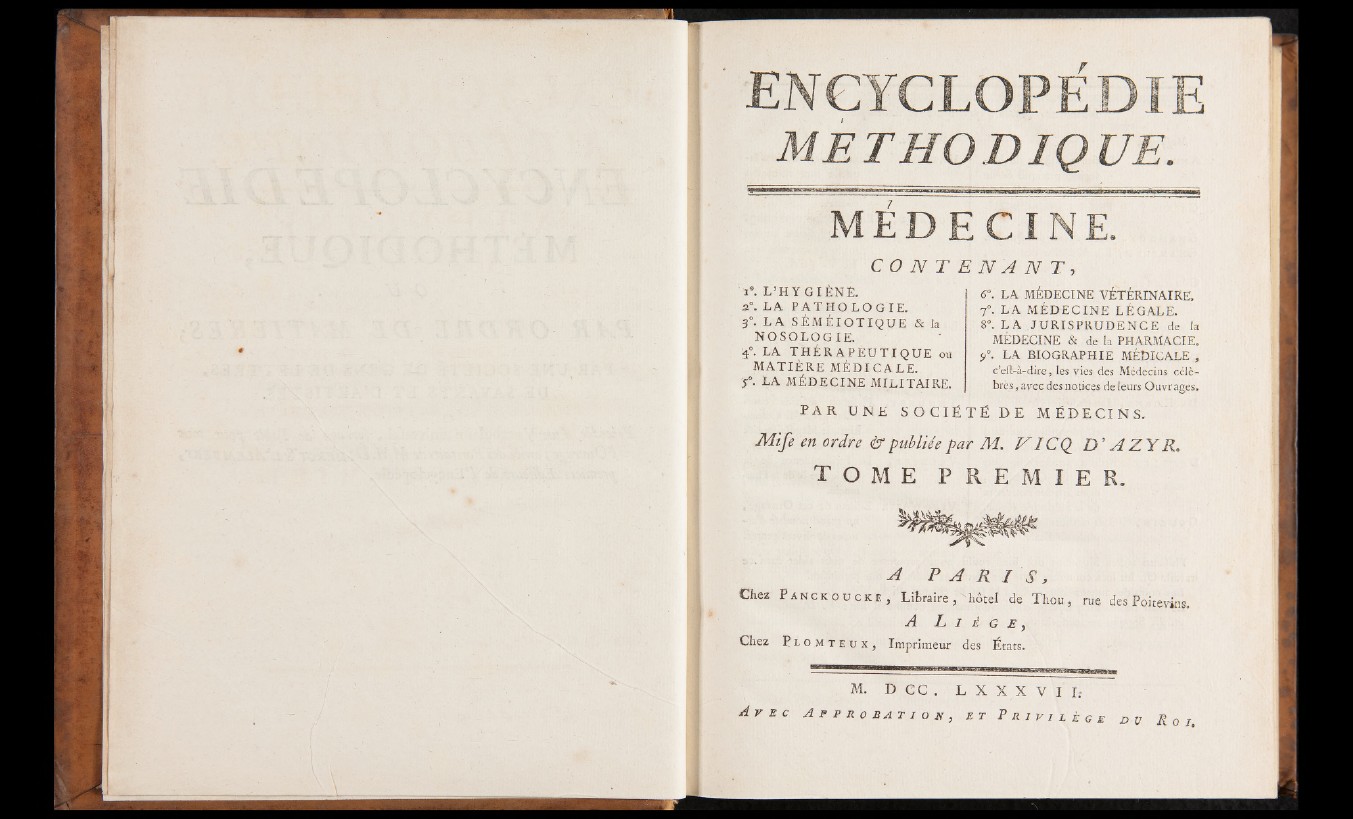 ENCYCLOPÉDIE
MÉTHODIQUE.
MÉDECINE.
CONTENANT,
1°. L'HYGIÈNE.
2°. LA PATHOLOGIE.
3°. LA SÉMÉIOTIQUE & la
NOSOLOGIE.
4°. LA THÉRAPEUTIQUE ou
MATIÈRE MÉDICALE.
5°. LA MÉDECINE MILITAIRE.
6°. LA MÉDECINE VÉTÉRINAIRE.
7°. LA MÉDECINE LÉGALE.
8°. LA JURISPRUDENCE de la
MÉDECINE & de la PHARMACIE.
9°. LA BIOGRAPHIE MÉDICALE,
c'eſt-à-dire, les vies des Médecins célè-
bres, avec des notices de leurs Ouvrages.
PAR UNE SOCIÉTÉ DE MÉDECINS.
Miſe en ordre & publiée par M. VICQ D'AZYR.
TOME PREMIER.
A PARIS,
Chez PANCKOUCKE, Libraire, hôtel de Thou, rue des Poitevins.
A LIÉGE,
Chez PLOMTEUX, Imprimeur des États.
M. DCC. LXXXVII.
AVEC APPROBATION, ET PRIVILÉGE DU ROI.